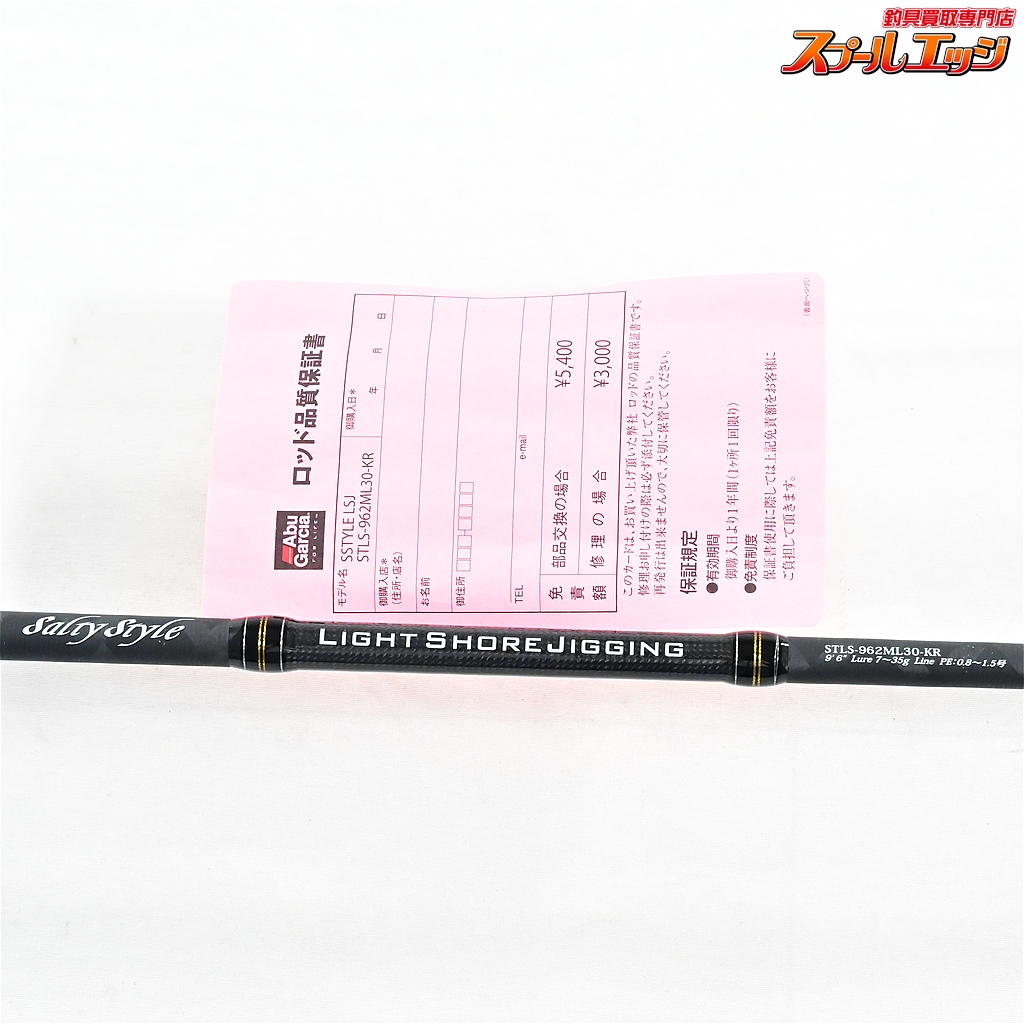 釣具買取専門店
スプールエッジ
Abu
Garcia
FOR LIFE
ロッド品質保証書
モデル名 SSTYLE LSJ
STLS-962ML30-KR
御購入日*
年 月 日
御購入店*
(住所・店名)
お名前
御住所 □□□-□□□□
TEL e-mail
免責額
部品交換の場合 ¥5,400
修理の場合 ¥3,000
このカードは、お買い上げ頂いた弊社 ロッドの品質保証書です。
修理お申し付けの際は必ず添付してください。
再発行は出来ませんので、大切に保管してください。
保証規定
●有効期間
御購入日より1年間(1ヶ所1回限り)
●免責制度
保証書使用に際しては上記免責額をお客様に
ご負担して頂きます。
(裏面へつづく)
Salty Style
LIGHT SHORE JIGGING
STLS-962ML30-KR
9'6" Lure 7〜35g Line PE:0.8〜1.5号